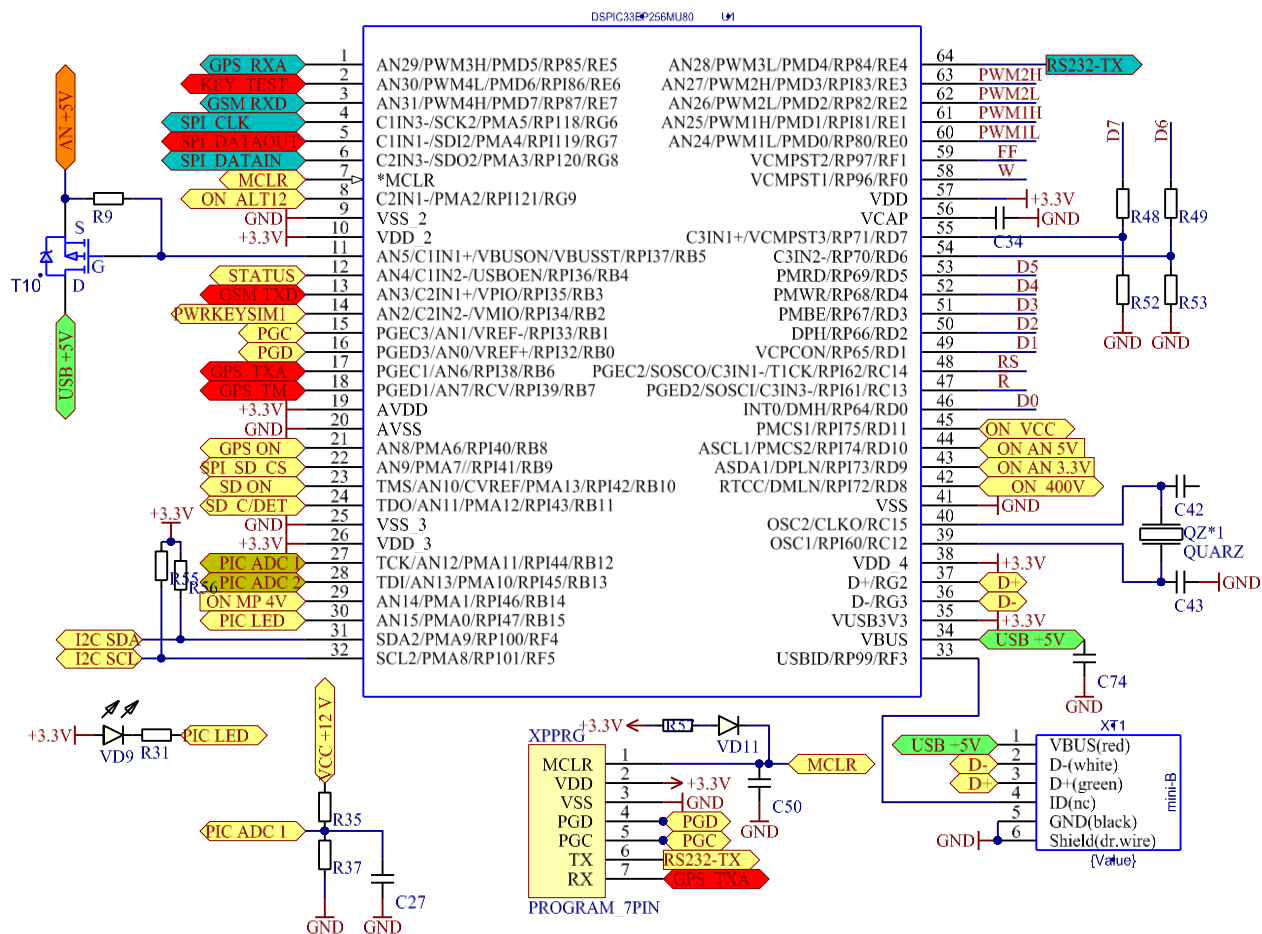 DSPIC33EP256MU80 U1
GPS RXA 1 AN29/PWM3H/PMD5/RP85/RE5
KEY TEST 2 AN30/PWM4L/PMD6/RPI86/RE6
GSM RXD 3 AN31/PWM4H/PMD7/RP87/RE7
SPI CLK 4 C1IN3-/SCK2/PMA5/RP118/RG6
SPI DATAOUT 5 C1IN1-/SDI2/PMA4/RPI119/RG7
SPI DATAIN 6 C2IN3-/SDO2/PMA3/RP120/RG8
MCLR 7 *MCLR
ON ALT12 8 C2IN1-/PMA2/RPI121/RG9
GND 9 VSS_2
+3.3V 10 VDD_2
11 AN5/C1IN1+/VBUSON/VBUSST/RPI37/RB5
STATUS 12 AN4/C1IN2-/USBOEN/RPI36/RB4
GSM TXD 13 AN3/C2IN1+/VPIO/RPI35/RB3
PWRKEYSIM1 14 AN2/C2IN2-/VMIO/RPI34/RB2
PGC 15 PGEC3/AN1/VREF-/RPI33/RB1
PGD 16 PGED3/AN0/VREF+/RPI32/RB0
GPS TXA 17 PGEC1/AN6/RPI38/RB6
GPS TM 18 PGED1/AN7/RCV/RPI39/RB7
+3.3V 19 AVDD
GND 20 AVSS
GPS ON 21 AN8/PMA6/RPI40/RB8
SPI SD CS 22 AN9/PMA7//RPI41/RB9
SD ON 23 TMS/AN10/CVREF/PMA13/RPI42/RB10
SD C/DET 24 TDO/AN11/PMA12/RPI43/RB11
GND 25 VSS_3
+3.3V 26 VDD_3
PIC ADC 1 27 TCK/AN12/PMA11/RPI44/RB12
PIC ADC 2 28 TDI/AN13/PMA10/RPI45/RB13
ON MP 4V 29 AN14/PMA1/RPI46/RB14
PIC LED 30 AN15/PMA0/RPI47/RB15
I2C SDA 31 SDA2/PMA9/RP100/RF4
I2C SCL 32 SCL2/PMA8/RP101/RF5
AN28/PWM3L/PMD4/RP84/RE4 64 RS232-TX
AN27/PWM2H/PMD3/RPI83/RE3 63 PWM2H
AN26/PWM2L/PMD2/RP82/RE2 62 PWM2L
AN25/PWM1H/PMD1/RPI81/RE1 61 PWM1H
AN24/PWM1L/PMD0/RP80/RE0 60 PWM1L
VCMPST2/RP97/RF1 59 FF
VCMPST1/RP96/RF0 58 W
VDD 57 +3.3V
VCAP 56 C34 GND
C3IN1+/VCMPST3/RP71/RD7 55
C3IN2-/RP70/RD6 54
PMRD/RP69/RD5 53 D5
PMWR/RP68/RD4 52 D4
PMBE/RP67/RD3 51 D3
DPH/RP66/RD2 50 D2
VCPCON/RP65/RD1 49 D1
PGEC2/SOSCO/C3IN1-/T1CK/RPI62/RC14 48 RS
PGED2/SOSCI/C3IN3-/RPI61/RC13 47 R
INT0/DMH/RP64/RD0 46 D0
PMCS1/RPI75/RD11 45 ON VCC
ASCL1/PMCS2/RPI74/RD10 44 ON AN 5V
ASDA1/DPLN/RPI73/RD9 43 ON AN 3.3V
RTCC/DMLN/RPI72/RD8 42 ON 400V
VSS 41 GND
OSC2/CLKO/RC15 40
OSC1/RPI60/RC12 39
VDD_4 38 +3.3V
D+/RG2 37 D+
D-/RG3 36 D-
VUSB3V3 35 +3.3V
VBUS 34 USB +5V
USBID/RP99/RF3 33
AN +5V
R9
S
G
T10 D
USB +5V
D7 D6
R48 R49
R52 R53
GND GND
C42
QZ*1
QUARZ
C43 GND
C74
GND
+3.3V
R55
R56
+3.3V VD9 R31 PIC LED
VCC +12 V
R35
PIC ADC 1
R37
C27
GND GND
XPPRG +3.3V R57 VD11
MCLR 1 MCLR
VDD 2 +3.3V
VSS 3 GND
PGD 4 PGD
PGC 5 PGC
TX 6 RS232-TX
RX 7 GPS TXA
PROGRAM_7PIN
C50
GND
XT1
USB +5V 1 VBUS(red)
D- 2 D-(white)
D+ 3 D+(green)
4 ID(nc)
5 GND(black)
GND 6 Shield(dr.wire)
mini-B
{Value}